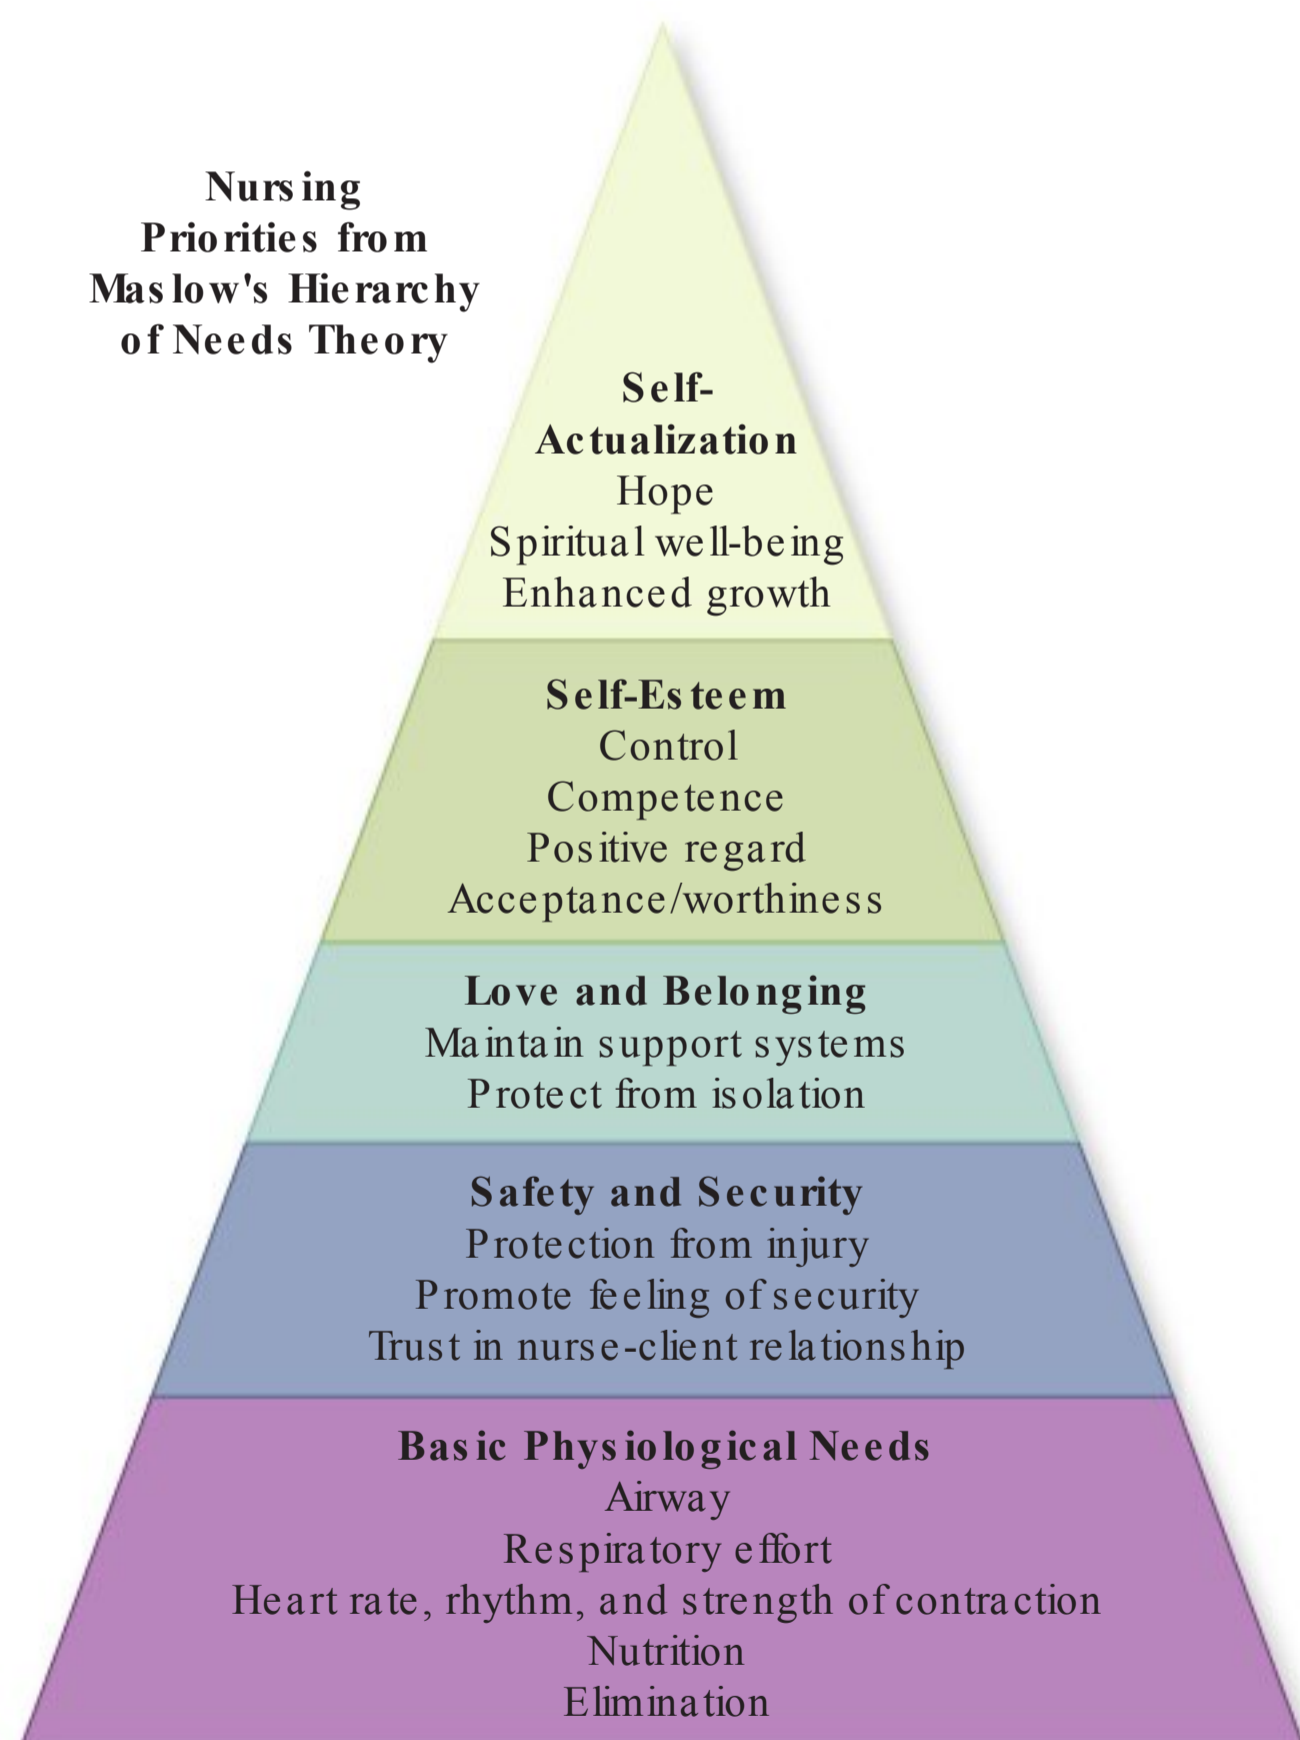 Nursing
Priorities from
Maslow's Hierarchy
of Needs Theory
Self-
Actualization
Hope
Spiritual well-being
Enhanced growth
Self-Esteem
Control
Competence
Positive regard
Acceptance/worthiness
Love and Belonging
Maintain support systems
Protect from isolation
Safety and Security
Protection from injury
Promote feeling of security
Trust in nurse-client relationship
Basic Physiological Needs
Airway
Respiratory effort
Heart rate, rhythm, and strength of contraction
Nutrition
Elimination